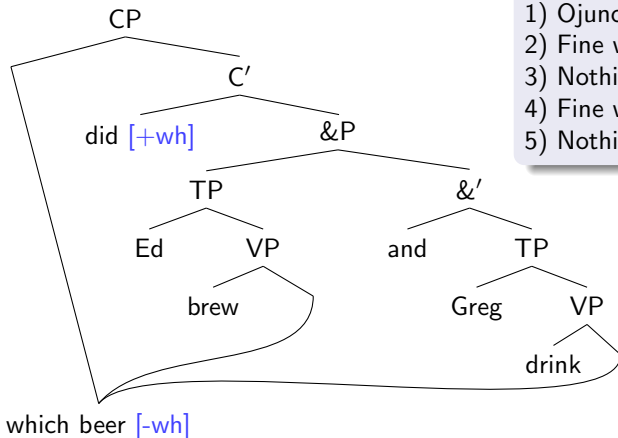 CP
1) Ojunc
2) Fine w
3) Nothi
4) Fine w
5) Nothi
C′
did [+wh]
&P
TP
&′
Ed
VP
and
TP
brew
Greg
VP
drink
which beer [-wh]